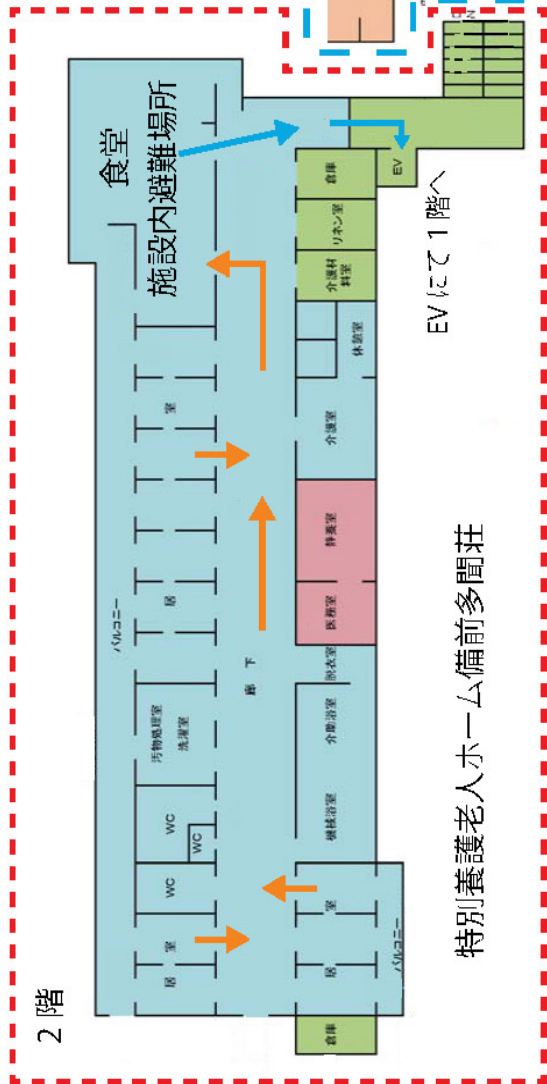 2階
食堂
施設内避難場所
バルコニー
汚物処理室
洗濯室
WC
WC
WC
居
室
居
室
廊
下
居
室
バルコニー
倉庫
機械浴室
介助浴室
脱衣室
医務室
静養室
介護室
休憩室
介護材
料室
リネン室
倉庫
EV
EVにて1階へ
特別養護老人ホーム備前多聞荘